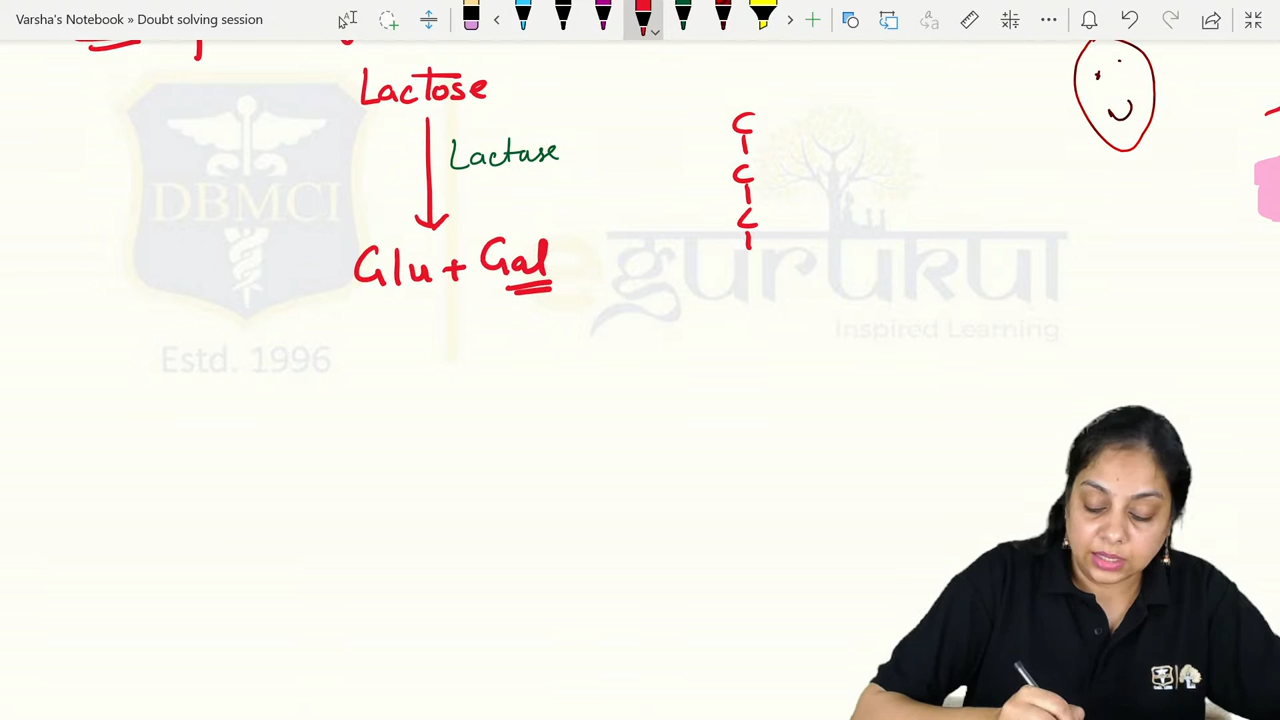 Varsha's Notebook » Doubt solving session
Lactose
Lactase
Glu + Gal
C
C
C
DBMCI
Estd. 1996
egurukul
Inspired Learning